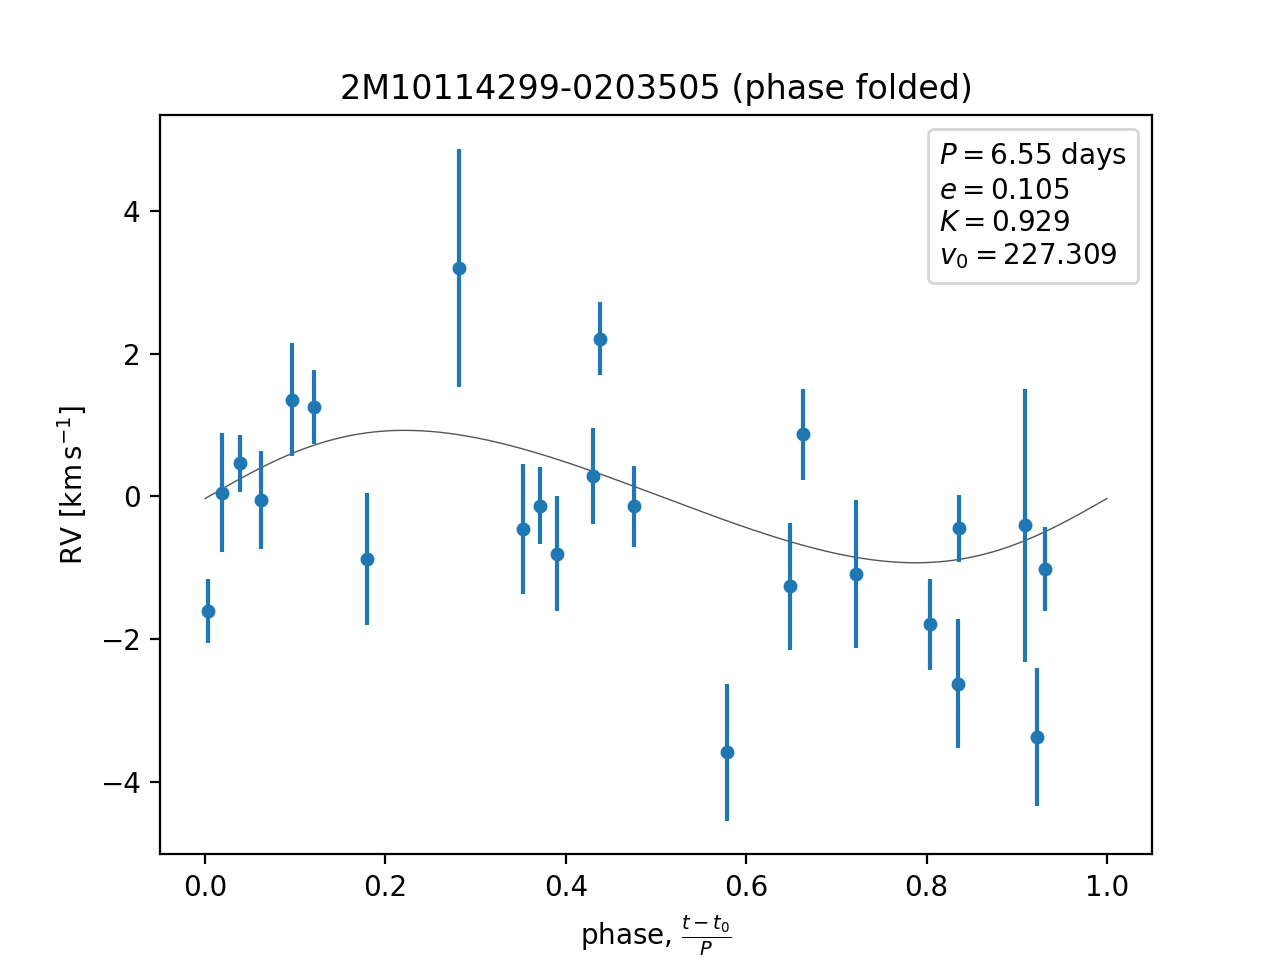 2M10114299-0203505 (phase folded)
P = 6.55 days
e = 0.105
K = 0.929
v₀ = 227.309
4
2
0
−2
−4
RV [km s⁻¹]
0.0 0.2 0.4 0.6 0.8 1.0
phase, (t − t₀)/P